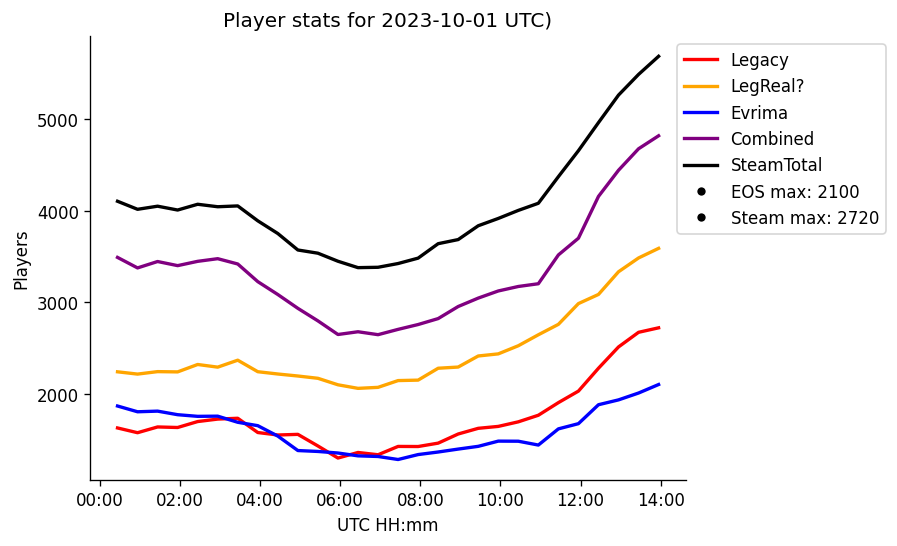 Player stats for 2023-10-01 UTC)
Legacy
LegReal?
Evrima
Combined
SteamTotal
EOS max: 2100
Steam max: 2720
Players
5000
4000
3000
2000
00:00 02:00 04:00 06:00 08:00 10:00 12:00 14:00
UTC HH:mm